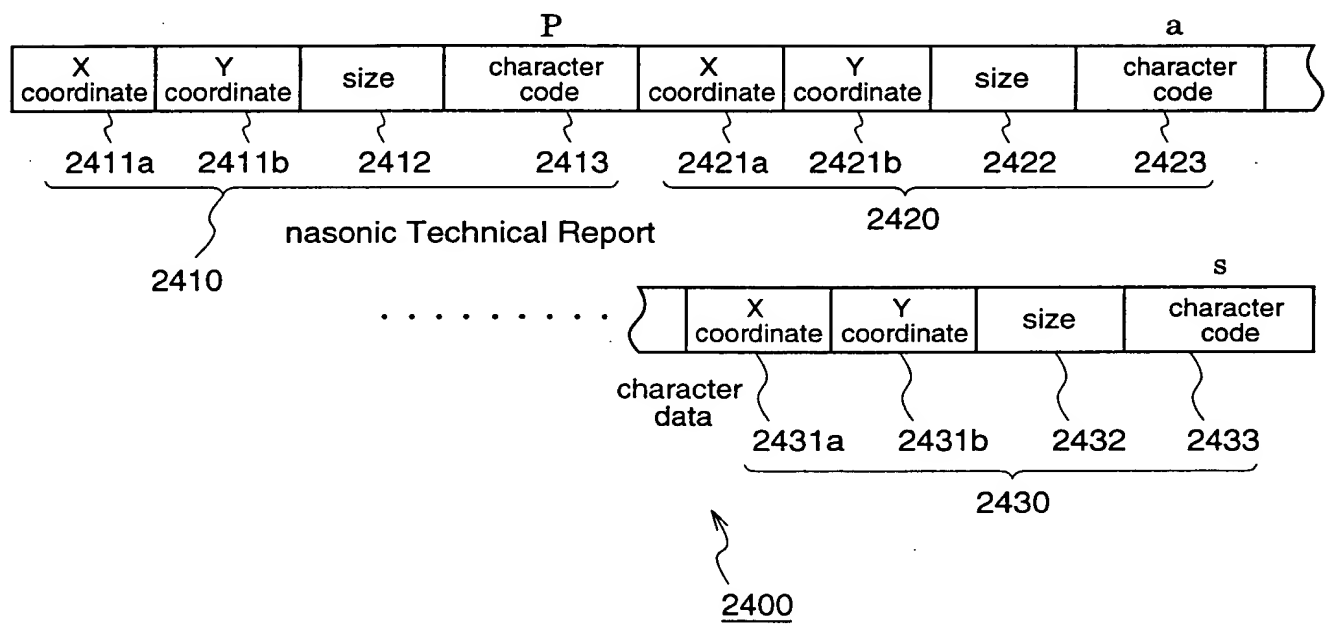 P a
X coordinate Y coordinate size character code X coordinate Y coordinate size character code
2411a 2411b 2412 2413 2421a 2421b 2422 2423
2420
nasonic Technical Report
2410
s
. . . . . . . . . X coordinate Y coordinate size character code
character data
2431a 2431b 2432 2433
2430
2400